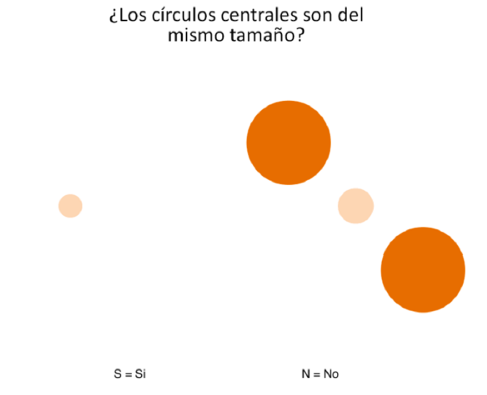 ¿Los círculos centrales son del
mismo tamaño?
S = Si
N = No